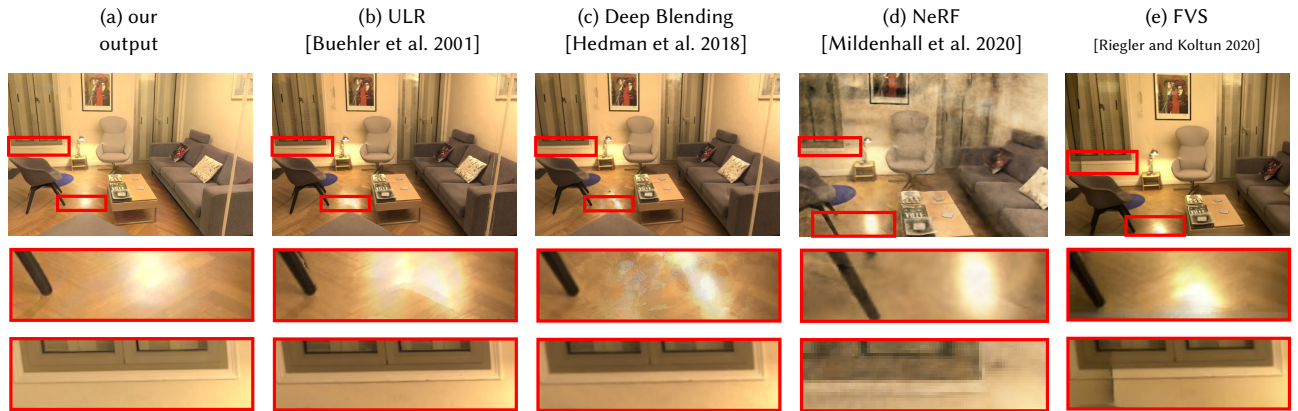 (a) our
output
(b) ULR
[Buehler et al. 2001]
(c) Deep Blending
[Hedman et al. 2018]
(d) NeRF
[Mildenhall et al. 2020]
(e) FVS
[Riegler and Koltun 2020]